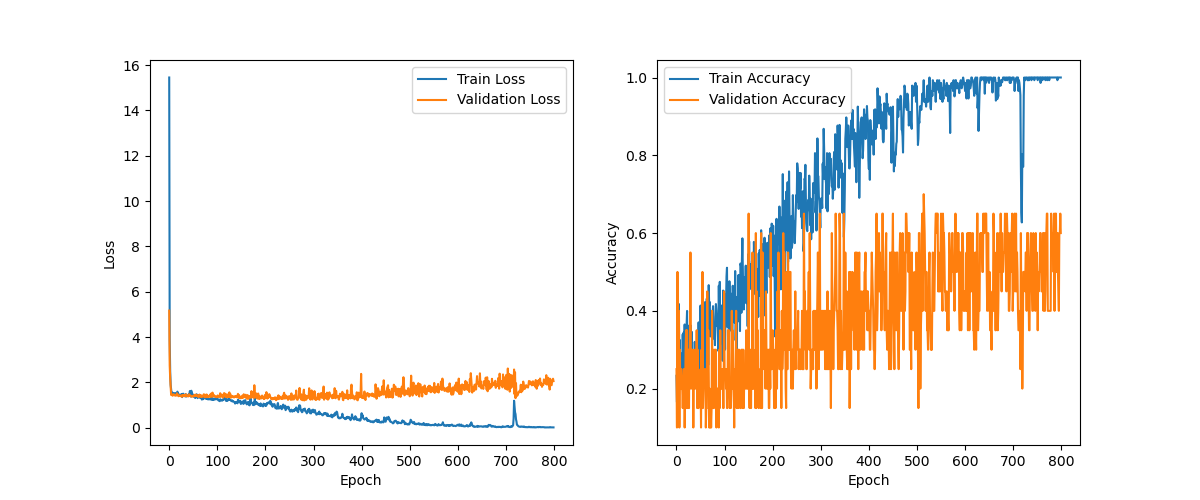 16
14
12
10
8
6
4
2
0
Loss
Train Loss
Validation Loss
0 100 200 300 400 500 600 700 800
Epoch
1.0
0.8
0.6
0.4
0.2
Accuracy
Train Accuracy
Validation Accuracy
0 100 200 300 400 500 600 700 800
Epoch